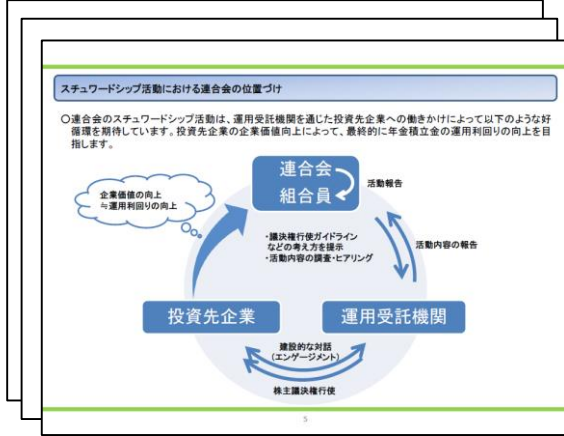 スチュワードシップ活動における連合会の位置づけ
○連合会のスチュワードシップ活動は、運用受託機関を通じた投資先企業への働きかけによって以下のような好
循環を期待しています。投資先企業の企業価値向上によって、最終的に年金積立金の運用利回りの向上を目
指します。
連合会
組合員
活動報告
企業価値の向上
≒運用利回りの向上
・議決権行使ガイドライン
などの考え方を提示
・活動内容の調査・ヒアリング
活動内容の報告
投資先企業
運用受託機関
建設的な対話
(エンゲージメント)
株主議決権行使
5